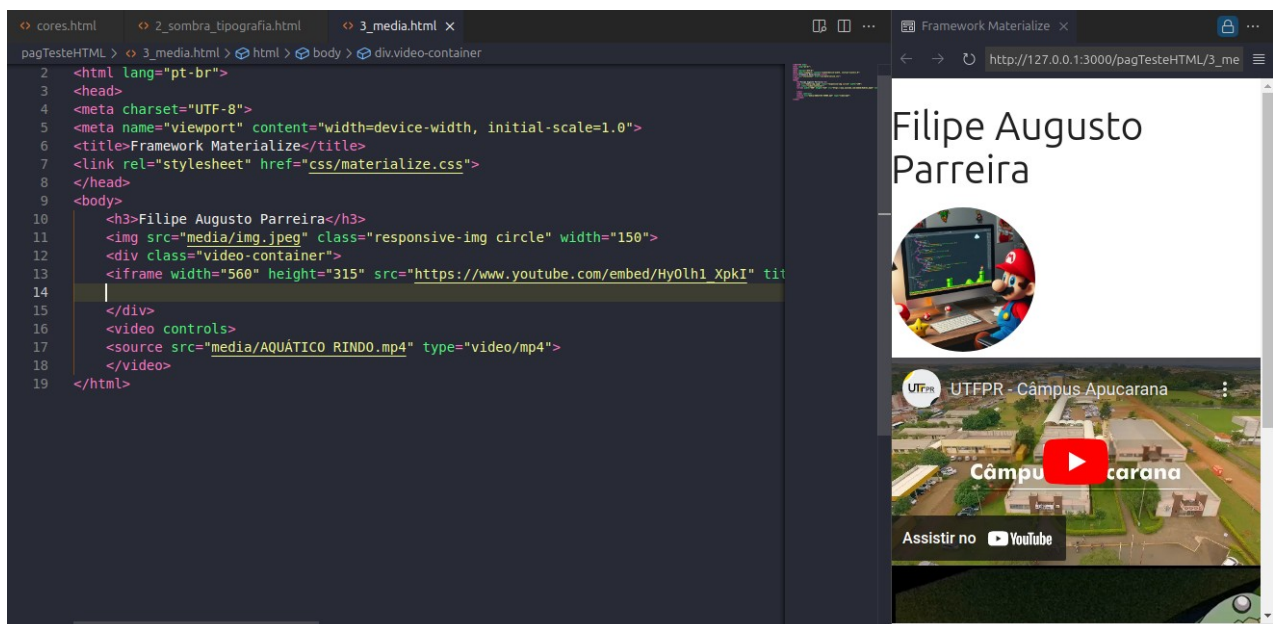 cores.html 2_sombra_tipografia.html 3_media.html
pagTesteHTML > 3_media.html > html > body > div.video-container
2 <html lang="pt-br">
3 <head>
4 <meta charset="UTF-8">
5 <meta name="viewport" content="width=device-width, initial-scale=1.0">
6 <title>Framework Materialize</title>
7 <link rel="stylesheet" href="css/materialize.css">
8 </head>
9 <body>
10 <h3>Filipe Augusto Parreira</h3>
11 <img src="media/img.jpeg" class="responsive-img circle" width="150">
12 <div class="video-container">
13 <iframe width="560" height="315" src="https://www.youtube.com/embed/HyOlh1_XpkI" tit
14
15 </div>
16 <video controls>
17 <source src="media/AQUÁTICO RINDO.mp4" type="video/mp4">
18 </video>
19 </html>
Framework Materialize
http://127.0.0.1:3000/pagTesteHTML/3_me
Filipe Augusto
Parreira
UTFPR UTFPR - Câmpus Apucarana
Câmpu carana
Assistir no YouTube